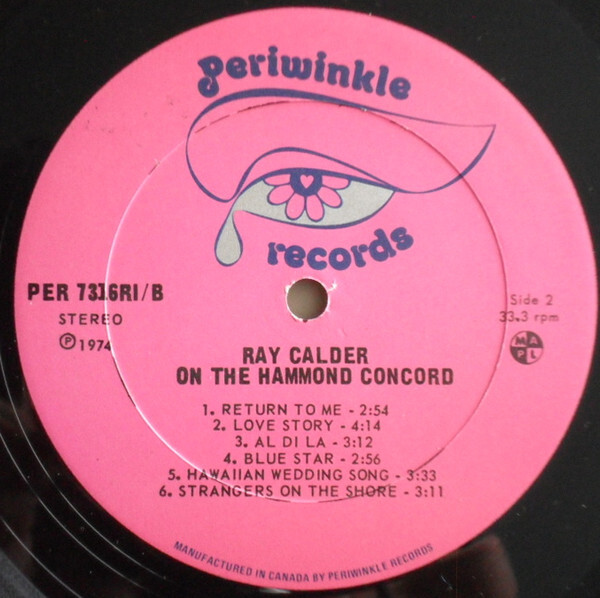 periwinkle
records
PER 7316RI/B
STEREO
℗ 1974
Side 2
33.3 rpm
M A
P L
RAY CALDER
ON THE HAMMOND CONCORD
1. RETURN TO ME - 2:54
2. LOVE STORY - 4:14
3. AL DI LA - 3:12
4. BLUE STAR - 2:56
5. HAWAIIAN WEDDING SONG - 3:33
6. STRANGERS ON THE SHORE - 3:11
MANUFACTURED IN CANADA BY PERIWINKLE RECORDS